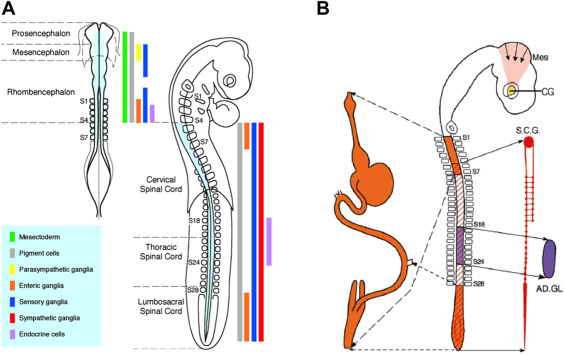 A
Prosencephalon
Mesencephalon
Rhombencephalon
S1
S4
S7
S1
S4
S7
Cervical
Spinal Cord
S18
Thoracic
Spinal Cord
S24
S28
Lumbosacral
Spinal Cord
Mesectoderm
Pigment cells
Parasympathetic ganglia
Enteric ganglia
Sensory ganglia
Sympathetic ganglia
Endocrine cells
B
Mes
CG
S1
S.C.G.
S7
S18
S24
AD.GL
S28